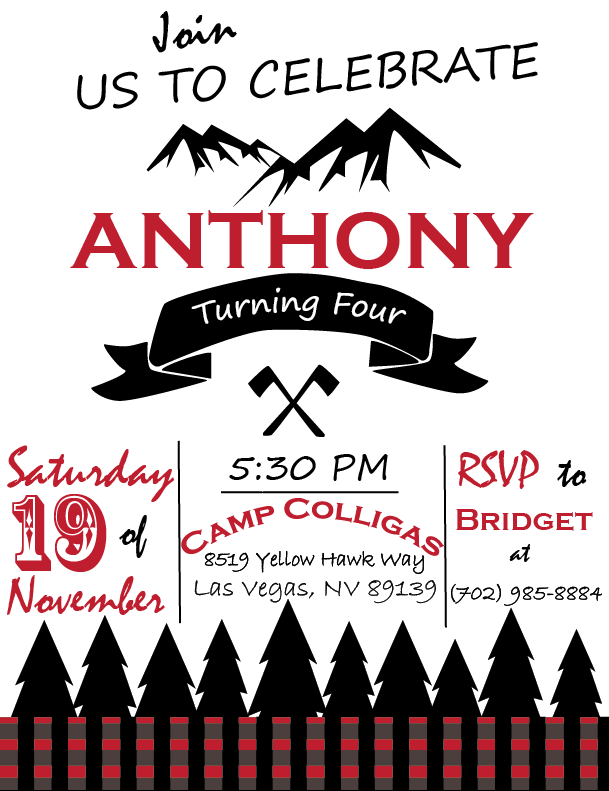 Join
US TO CELEBRATE
ANTHONY
Turning Four
Saturday
19 of
November
5:30 PM
CAMP COLLIGAS
8519 Yellow Hawk Way
Las Vegas, NV 89139
RSVP to
BRIDGET
at
(702) 985-8884